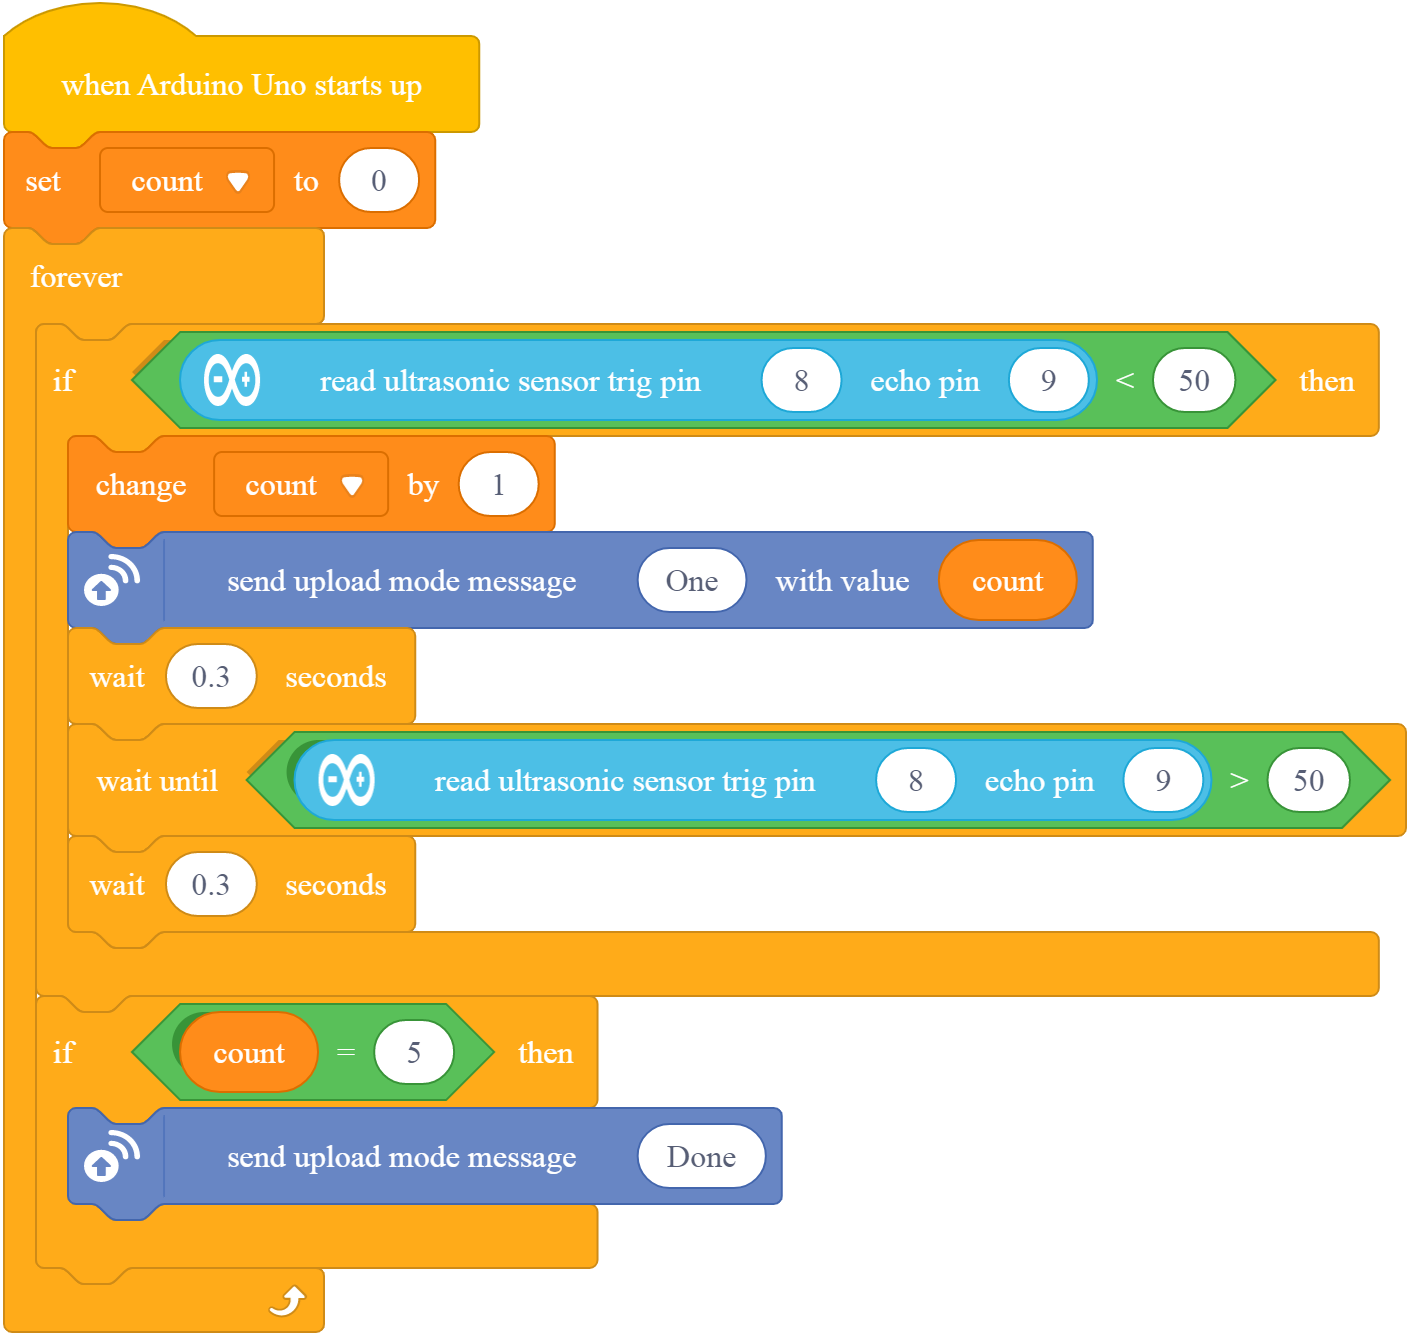 when Arduino Uno starts up
set count to 0
forever
if read ultrasonic sensor trig pin 8 echo pin 9 < 50 then
change count by 1
send upload mode message One with value count
wait 0.3 seconds
wait until read ultrasonic sensor trig pin 8 echo pin 9 > 50
wait 0.3 seconds
if count = 5 then
send upload mode message Done